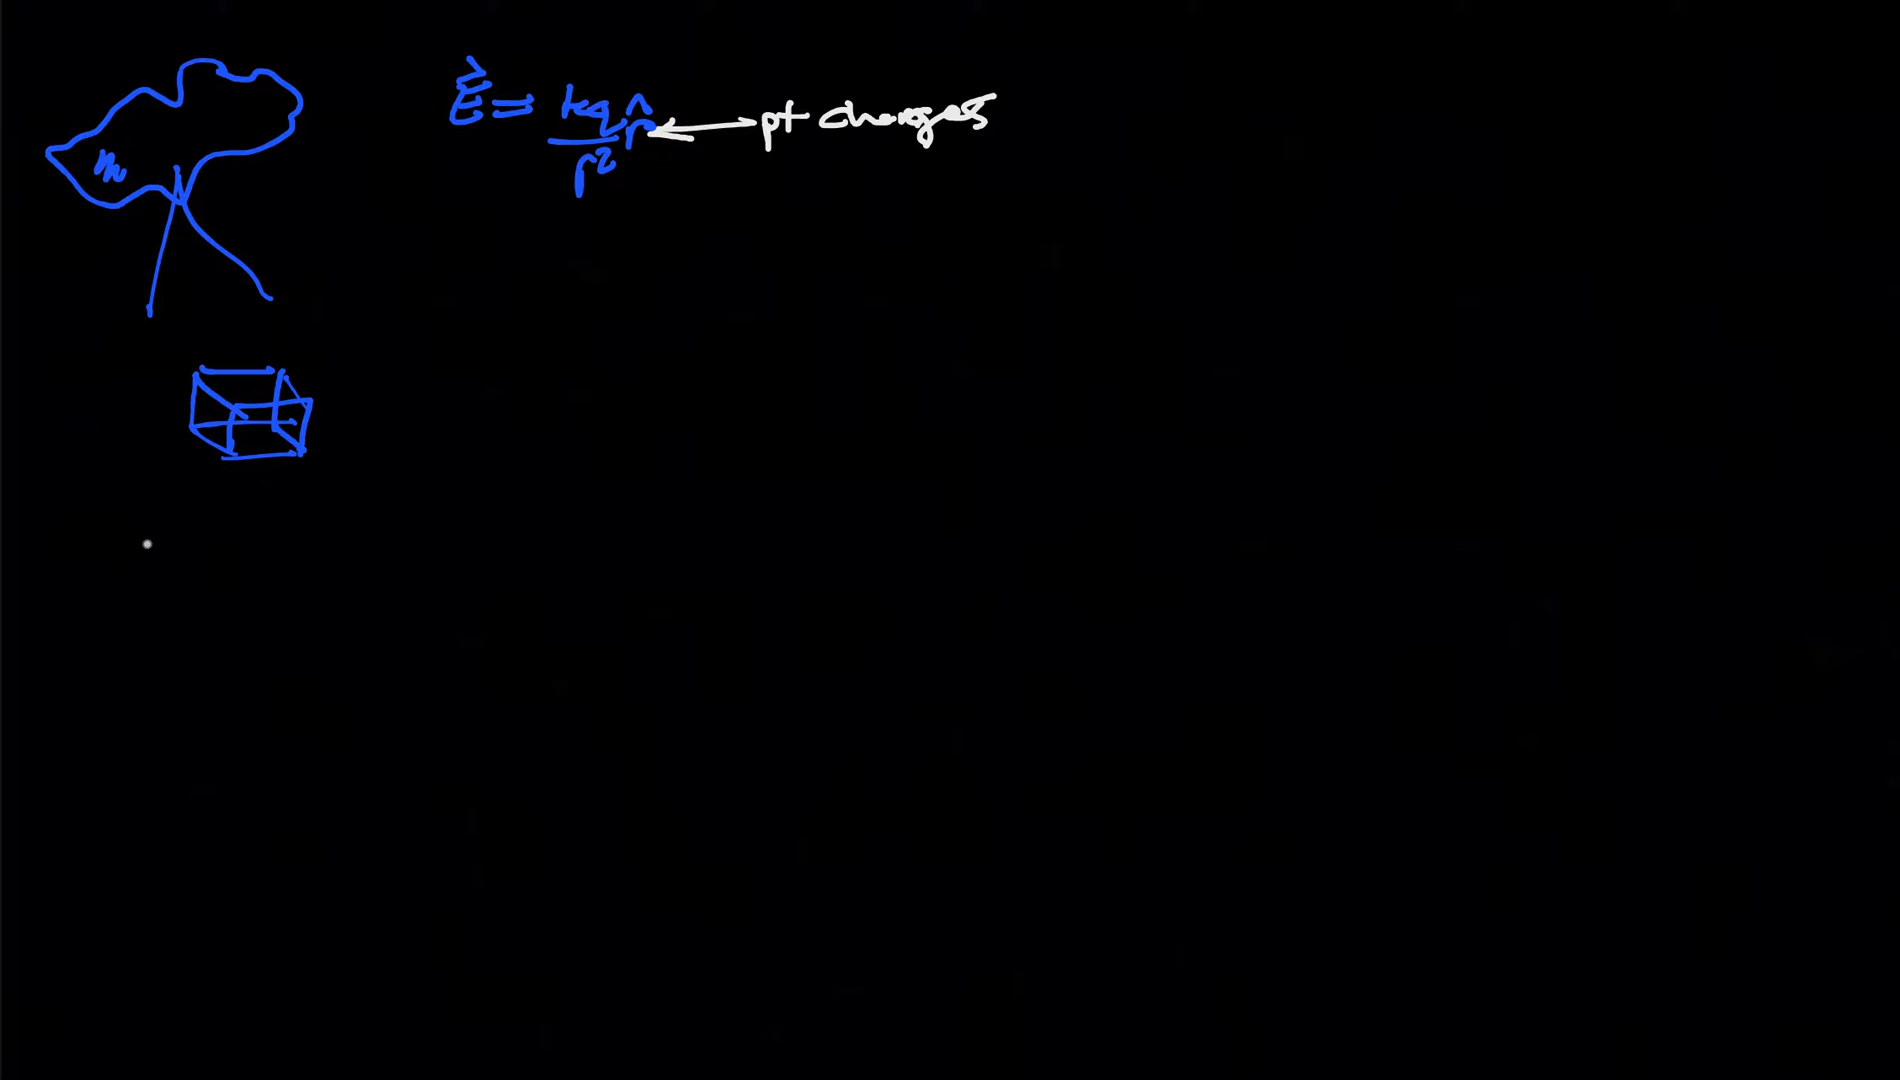 m
E⃗ = kq/r² r̂ ⟷ pt charges